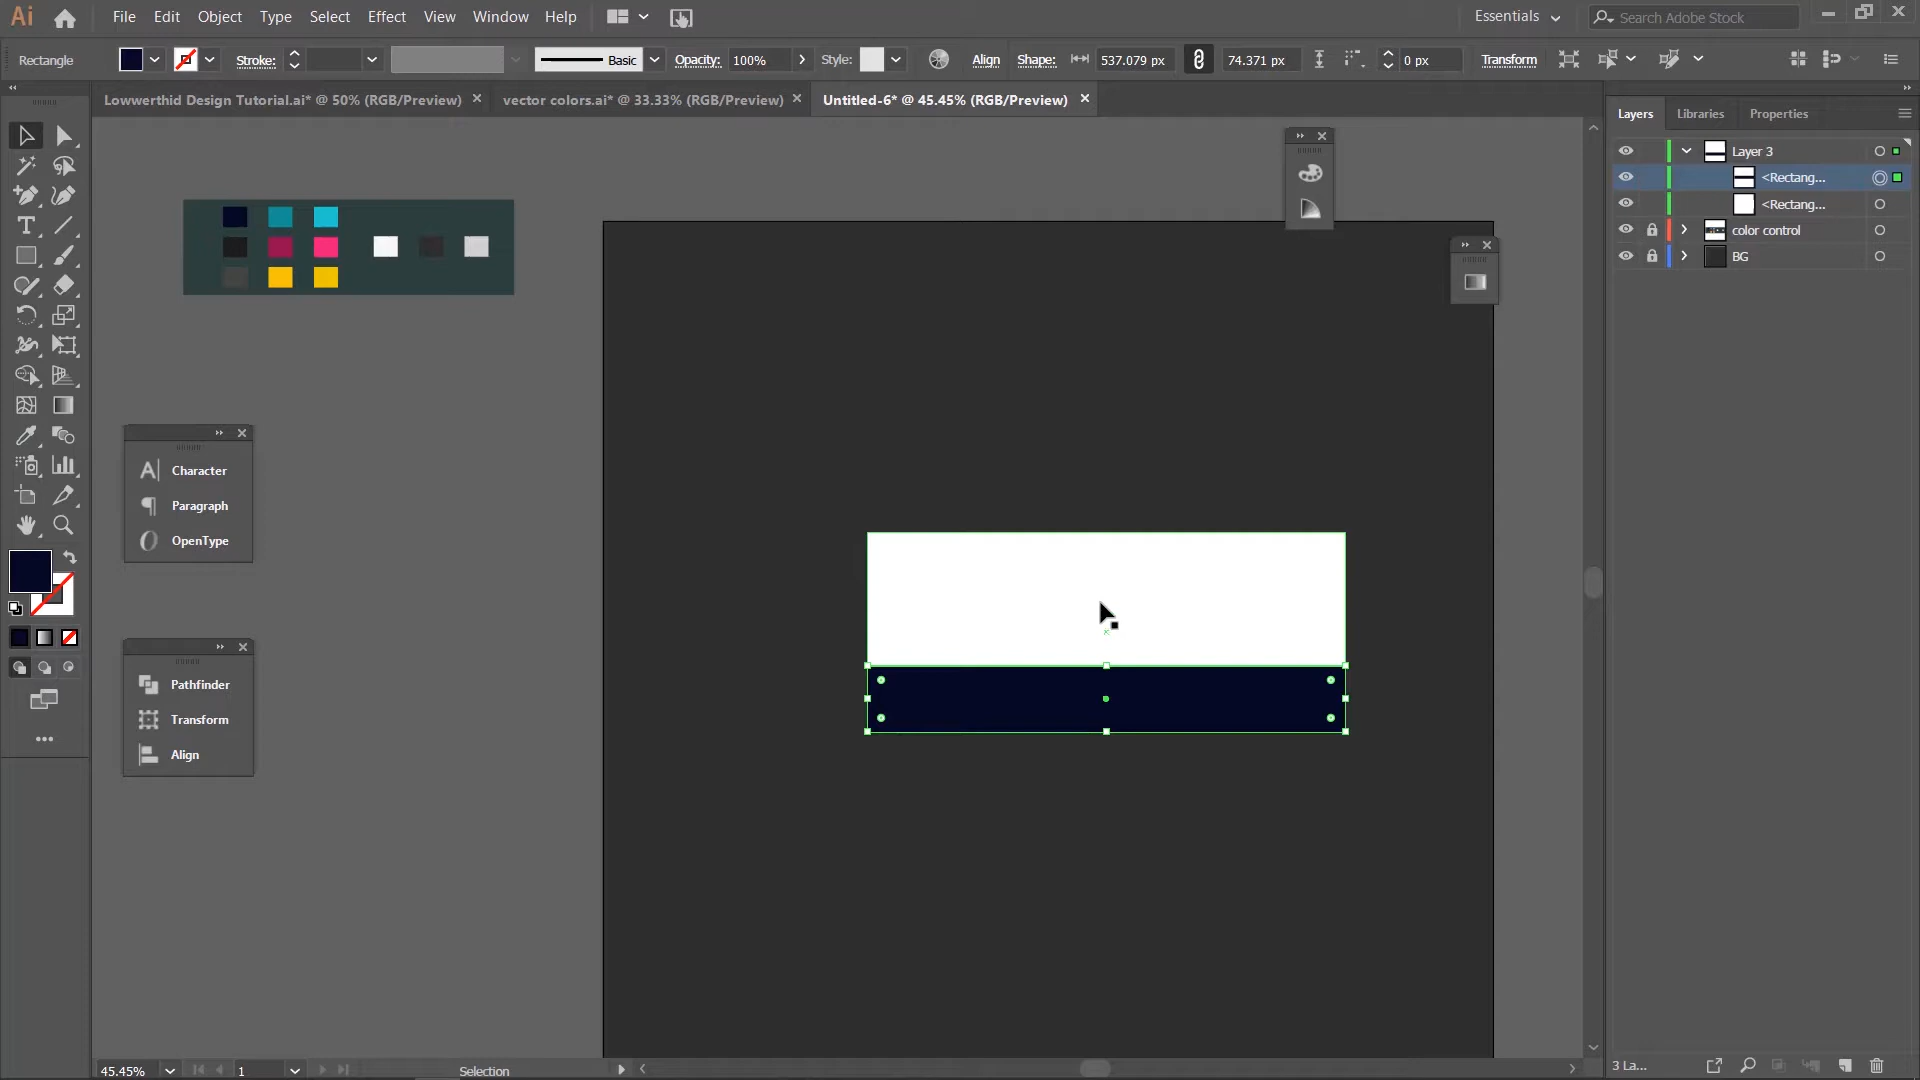 Ai File Edit Object Type Select Effect View Window Help Essentials Search Adobe Stock
Rectangle Stroke: Basic Opacity: 100% Style: Align Shape: 537.079 px 74.371 px 0 px Transform
Lowwerthid Design Tutorial.ai* @ 50% (RGB/Preview) vector colors.ai* @ 33.33% (RGB/Preview) Untitled-6* @ 45.45% (RGB/Preview)
Layers Libraries Properties
Layer 3
<Rectang...
<Rectang...
color control
BG
Character
Paragraph
OpenType
Pathfinder
Transform
Align
45.45% 1 Selection
3 La...